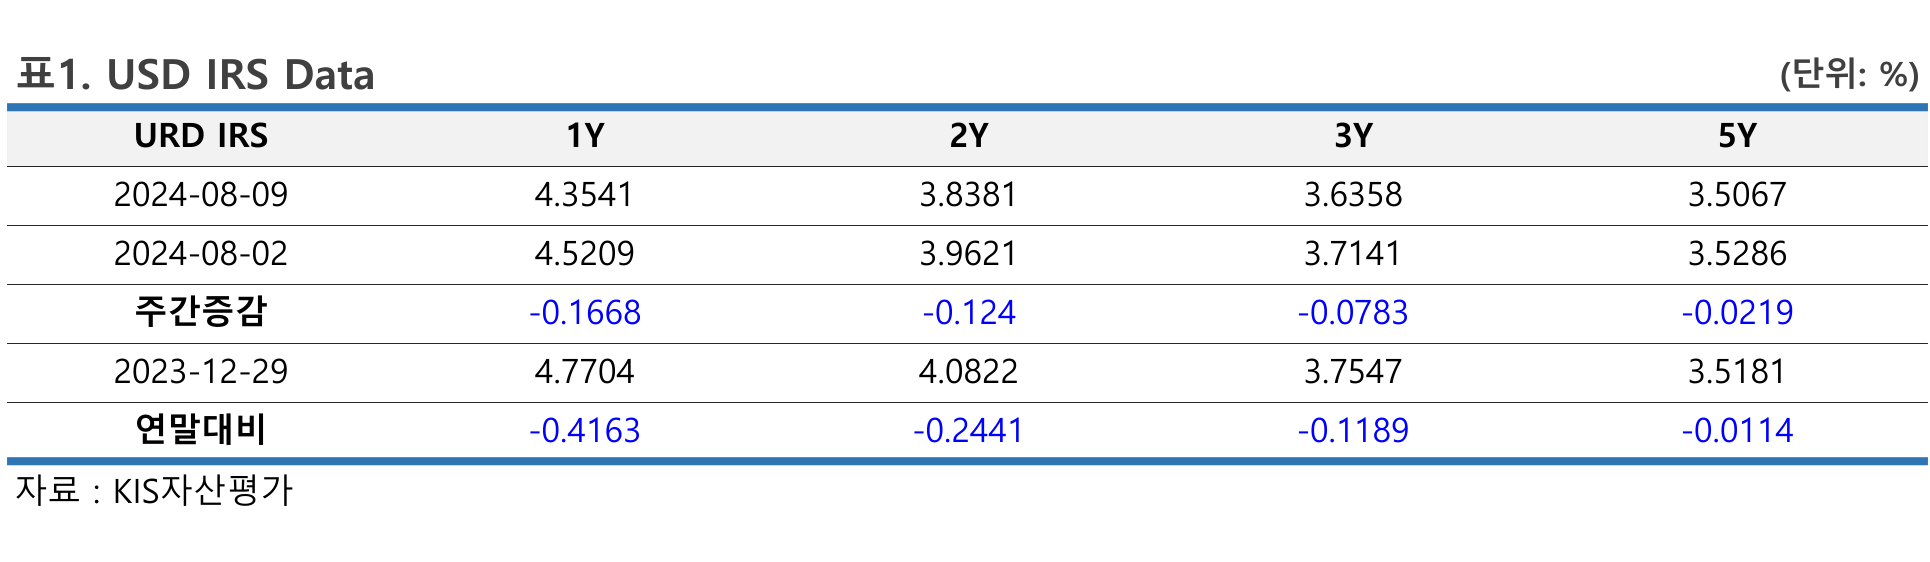 표1. USD IRS Data (단위: %)
URD IRS 1Y 2Y 3Y 5Y
2024-08-09 4.3541 3.8381 3.6358 3.5067
2024-08-02 4.5209 3.9621 3.7141 3.5286
주간증감 -0.1668 -0.124 -0.0783 -0.0219
2023-12-29 4.7704 4.0822 3.7547 3.5181
연말대비 -0.4163 -0.2441 -0.1189 -0.0114
자료 : KIS자산평가